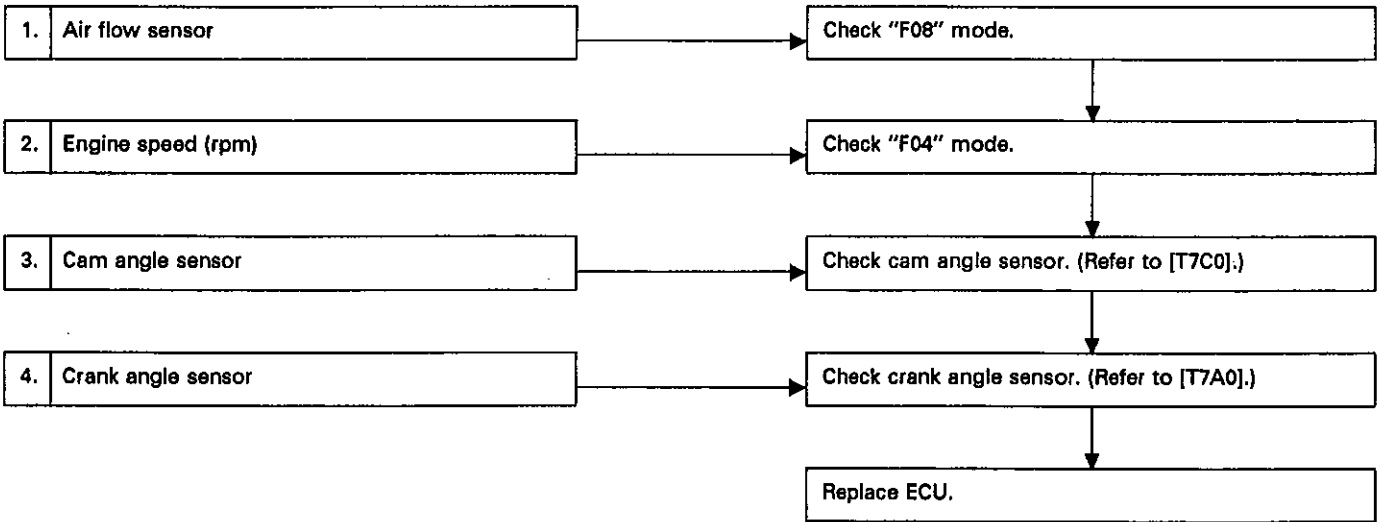 1. Air flow sensor
Check "F08" mode.
2. Engine speed (rpm)
Check "F04" mode.
3. Cam angle sensor
Check cam angle sensor. (Refer to [T7C0].)
4. Crank angle sensor
Check crank angle sensor. (Refer to [T7A0].)
Replace ECU.